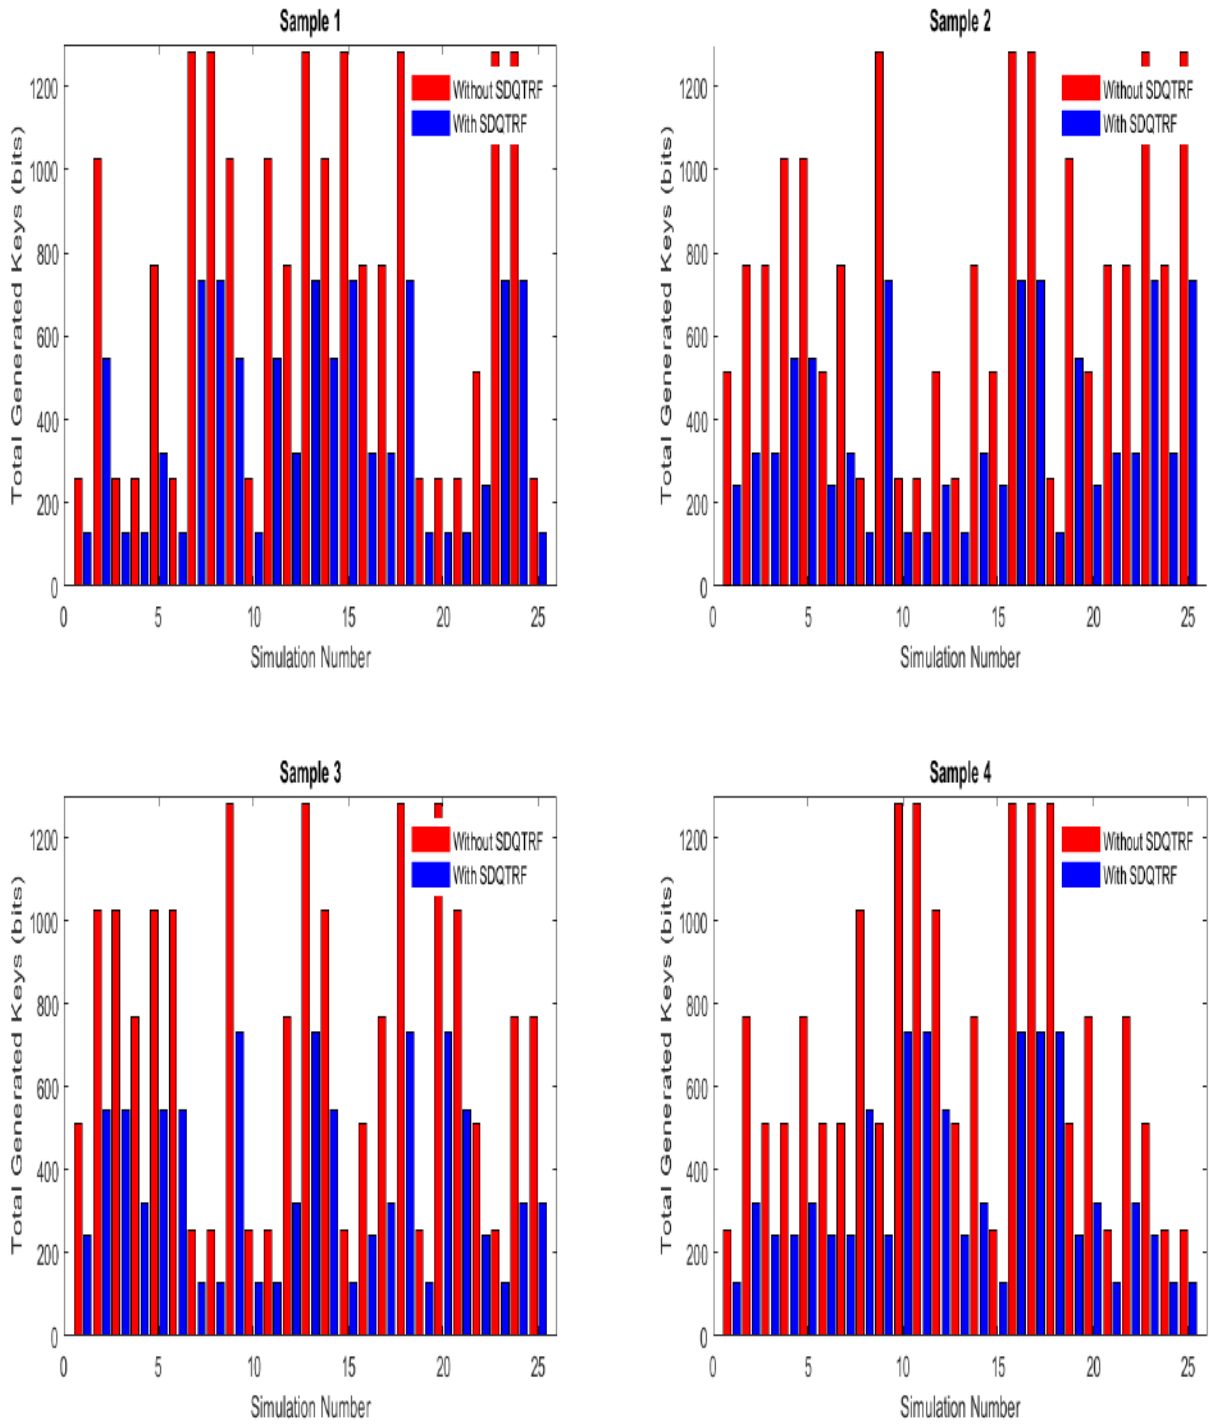 Sample 1
Total Generated Keys (bits)
1200
1000
800
600
400
200
0
Without SDQTRF
With SDQTRF
0 5 10 15 20 25
Simulation Number
Sample 2
Total Generated Keys (bits)
1200
1000
800
600
400
200
0
Without SDQTRF
With SDQTRF
0 5 10 15 20 25
Simulation Number
Sample 3
Total Generated Keys (bits)
1200
1000
800
600
400
200
0
Without SDQTRF
With SDQTRF
0 5 10 15 20 25
Simulation Number
Sample 4
Total Generated Keys (bits)
1200
1000
800
600
400
200
0
Without SDQTRF
With SDQTRF
0 5 10 15 20 25
Simulation Number